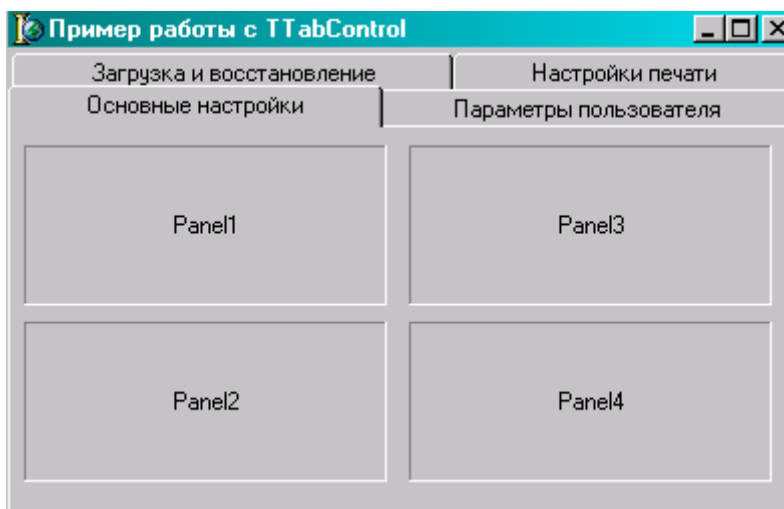 Пример работы с TTabControl
Загрузка и восстановление Настройки печати
Основные настройки Параметры пользователя
Panel1 Panel3
Panel2 Panel4